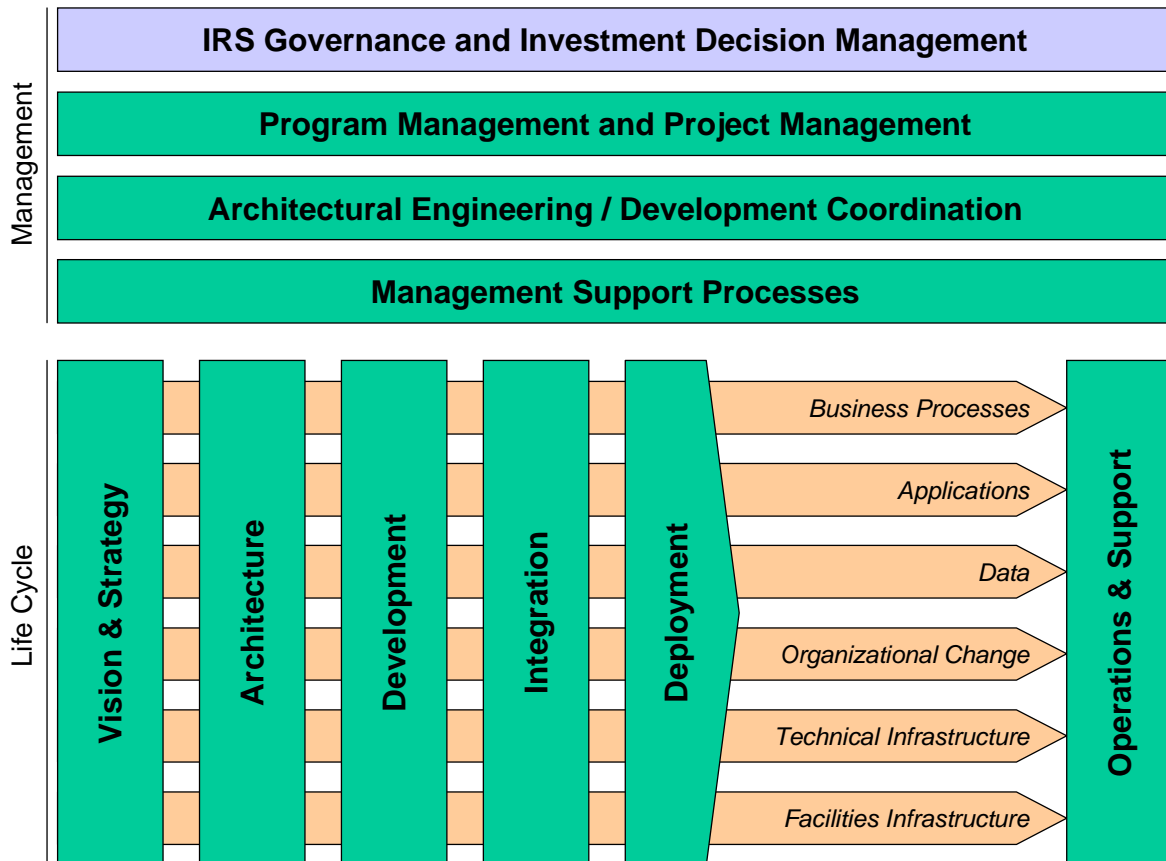 Management
IRS Governance and Investment Decision Management
Program Management and Project Management
Architectural Engineering / Development Coordination
Management Support Processes
Life Cycle
Vision & Strategy
Architecture
Development
Integration
Deployment
Business Processes
Applications
Data
Organizational Change
Technical Infrastructure
Facilities Infrastructure
Operations & Support